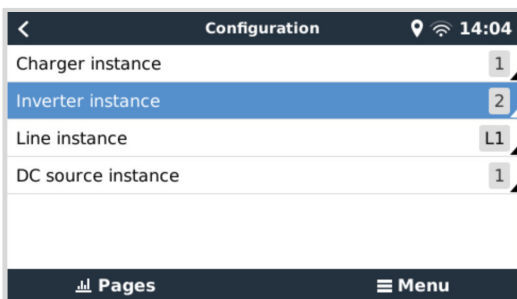 Configuration 14:04
Charger instance 1
Inverter instance 2
Line instance L1
DC source instance 1
Pages Menu